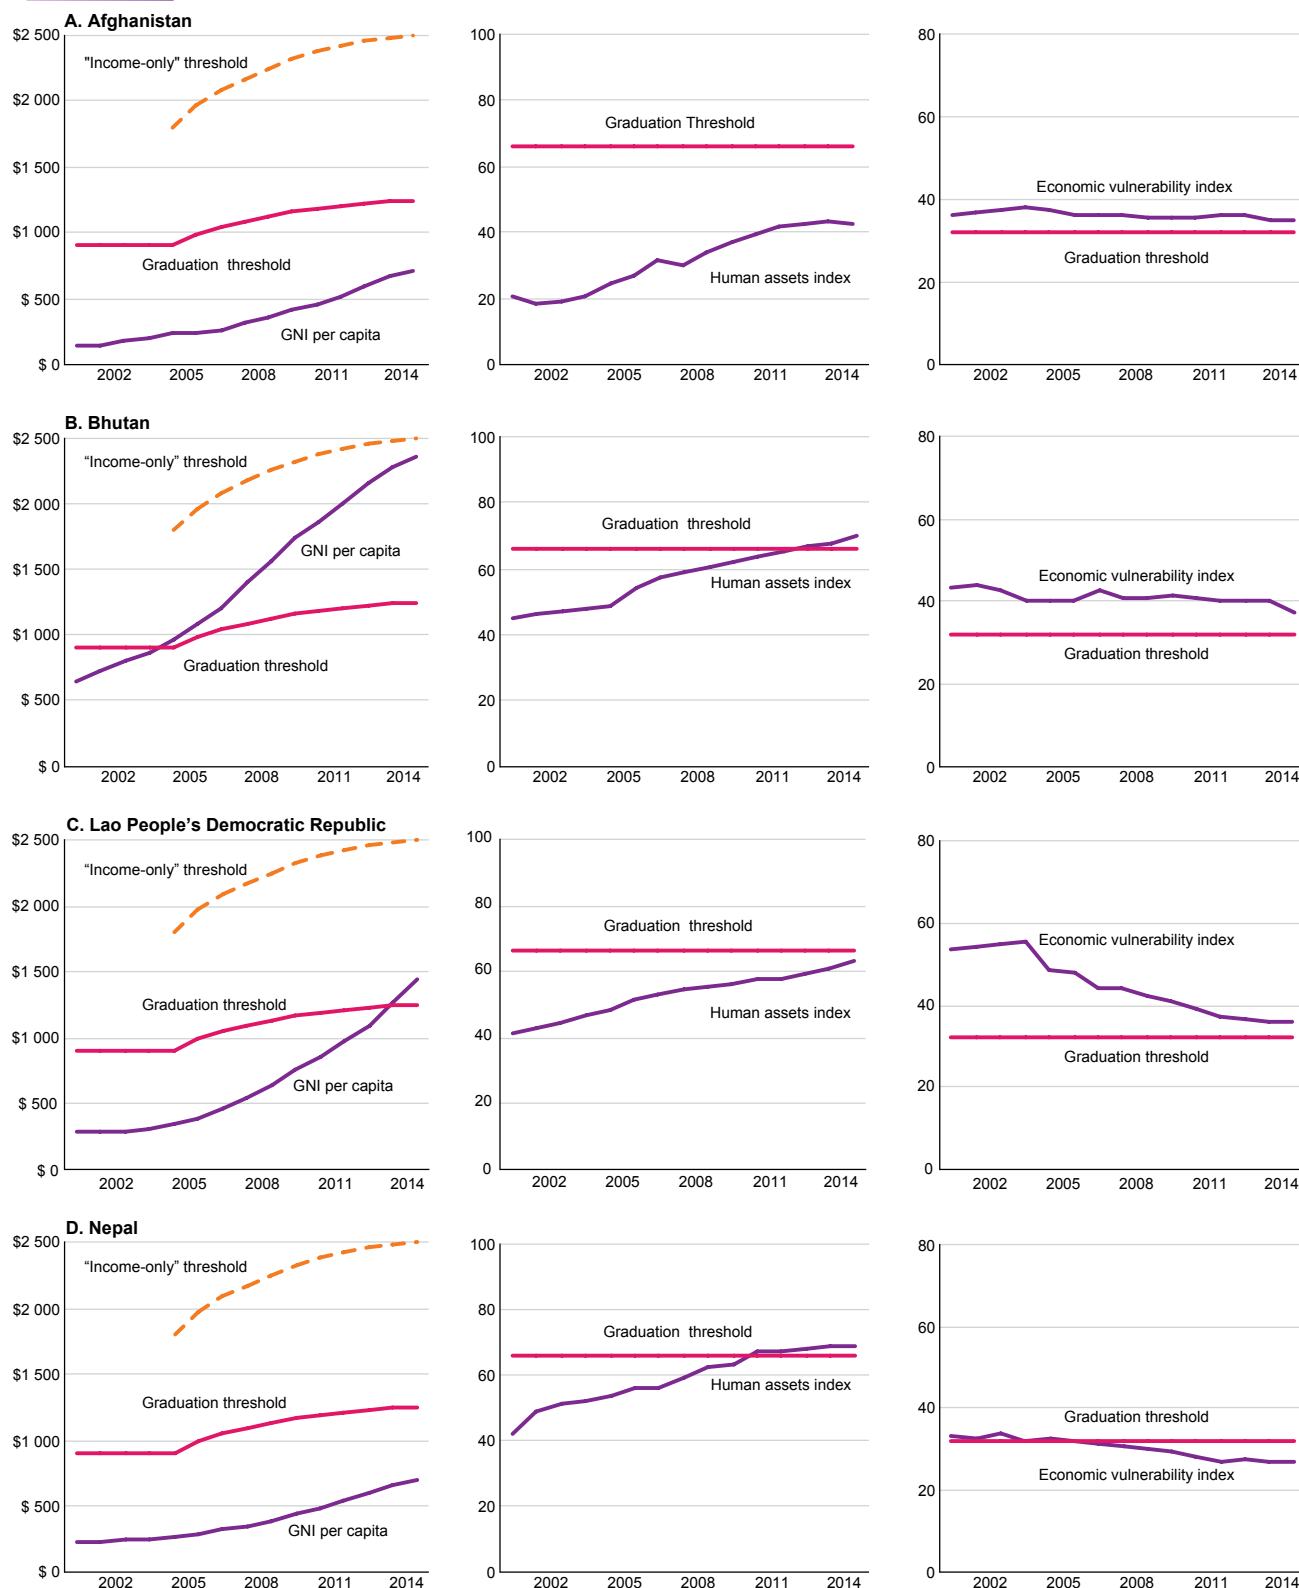 A. Afghanistan
$2 500
$2 000
$1 500
$1 000
$ 500
$ 0
"Income-only" threshold
Graduation threshold
GNI per capita
2002 2005 2008 2011 2014
100
80
60
40
20
0
Graduation Threshold
Human assets index
2002 2005 2008 2011 2014
80
60
40
20
0
Economic vulnerability index
Graduation threshold
2002 2005 2008 2011 2014
B. Bhutan
$2 500
$2 000
$1 500
$1 000
$ 500
$ 0
“Income-only” threshold
GNI per capita
Graduation threshold
2002 2005 2008 2011 2014
100
80
60
40
20
0
Graduation threshold
Human assets index
2002 2005 2008 2011 2014
80
60
40
20
0
Economic vulnerability index
Graduation threshold
2002 2005 2008 2011 2014
C. Lao People’s Democratic Republic
$2 500
$2 000
$1 500
$1 000
$ 500
$ 0
“Income-only” threshold
Graduation threshold
GNI per capita
2002 2005 2008 2011 2014
100
80
60
40
20
0
Graduation threshold
Human assets index
2002 2005 2008 2011 2014
80
60
40
20
0
Economic vulnerability index
Graduation threshold
2002 2005 2008 2011 2014
D. Nepal
$2 500
$2 000
$1 500
$1 000
$ 500
$ 0
“Income-only” threshold
Graduation threshold
GNI per capita
2002 2005 2008 2011 2014
100
80
60
40
20
0
Graduation threshold
Human assets index
2002 2005 2008 2011 2014
80
60
40
20
0
Graduation threshold
Economic vulnerability index
2002 2005 2008 2011 2014